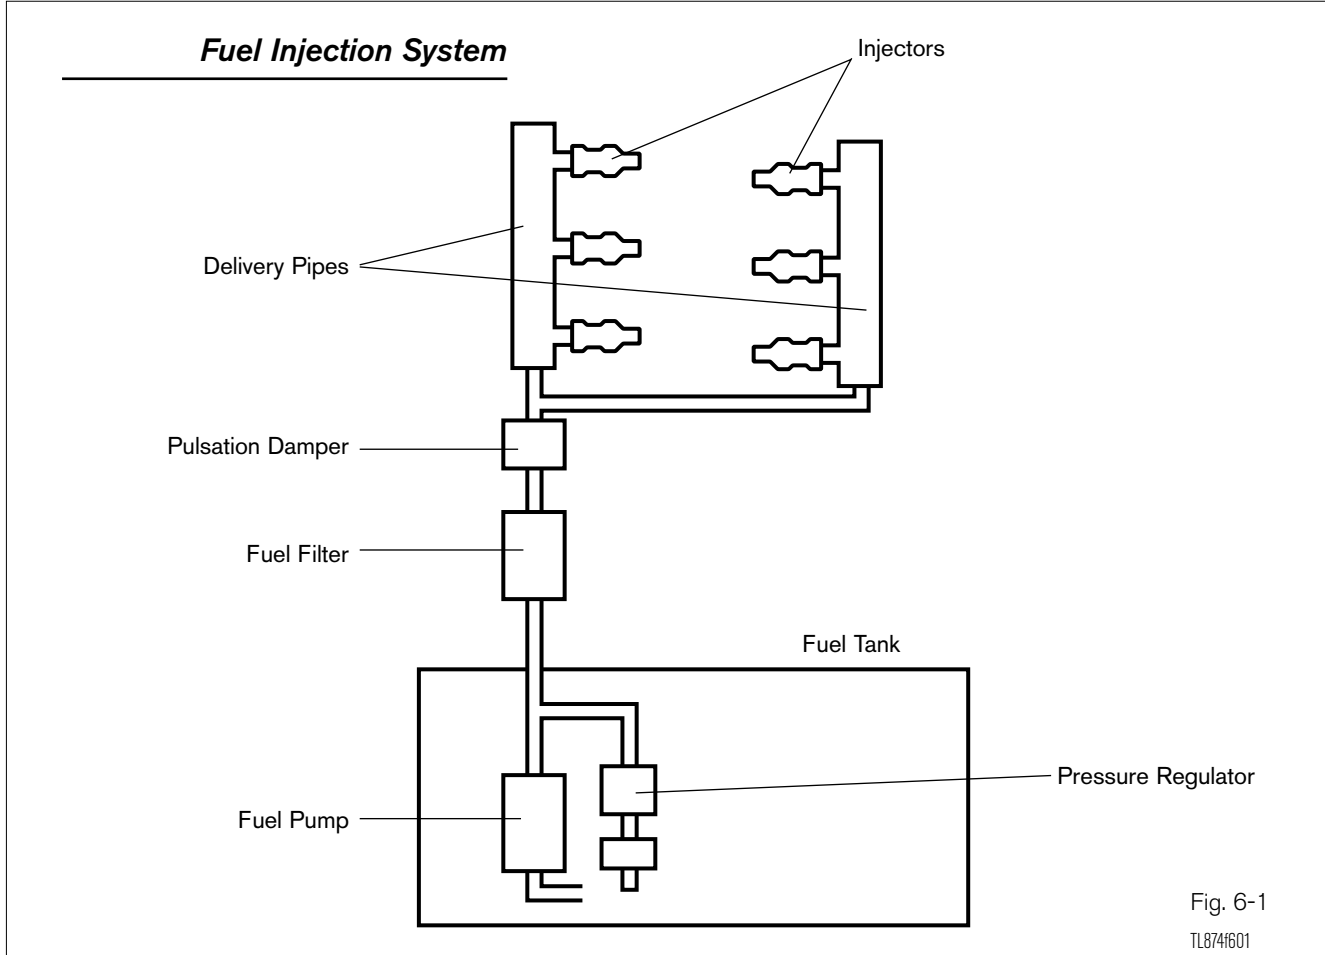 Fuel Injection System
Injectors
Delivery Pipes
Pulsation Damper
Fuel Filter
Fuel Tank
Pressure Regulator
Fuel Pump
Fig. 6-1
TL874f601